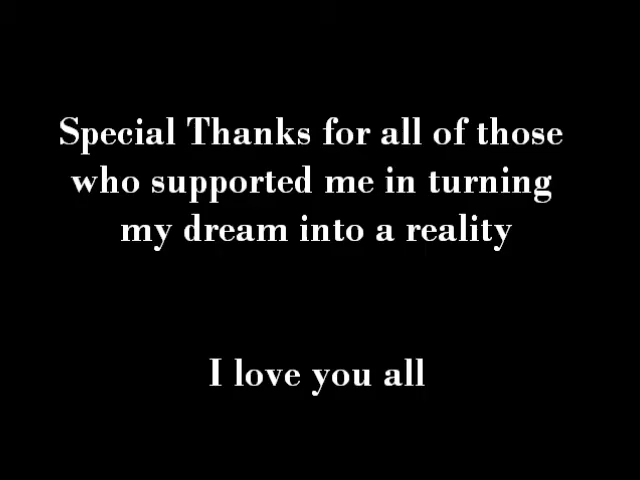 Special Thanks for all of those
who supported me in turning
my dream into a reality
I love you all